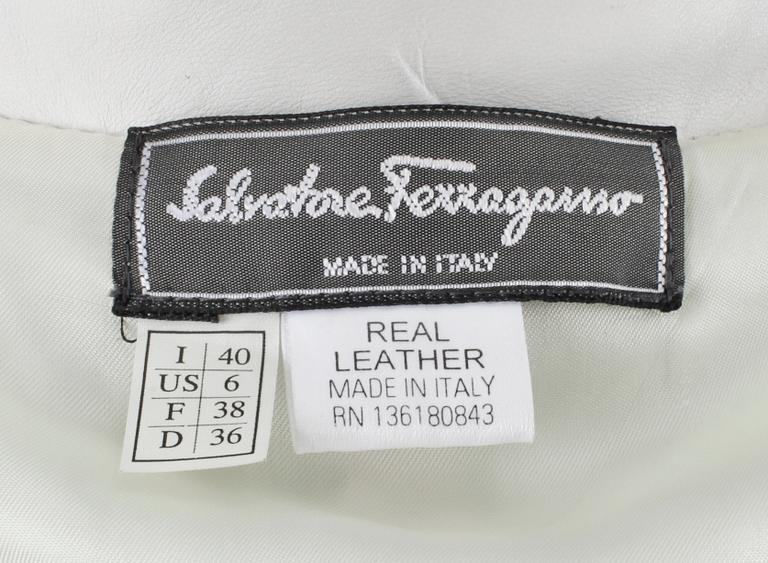 Salvatore Ferragamo
MADE IN ITALY
I 40
US 6
F 38
D 36
REAL
LEATHER
MADE IN ITALY
RN 136180843